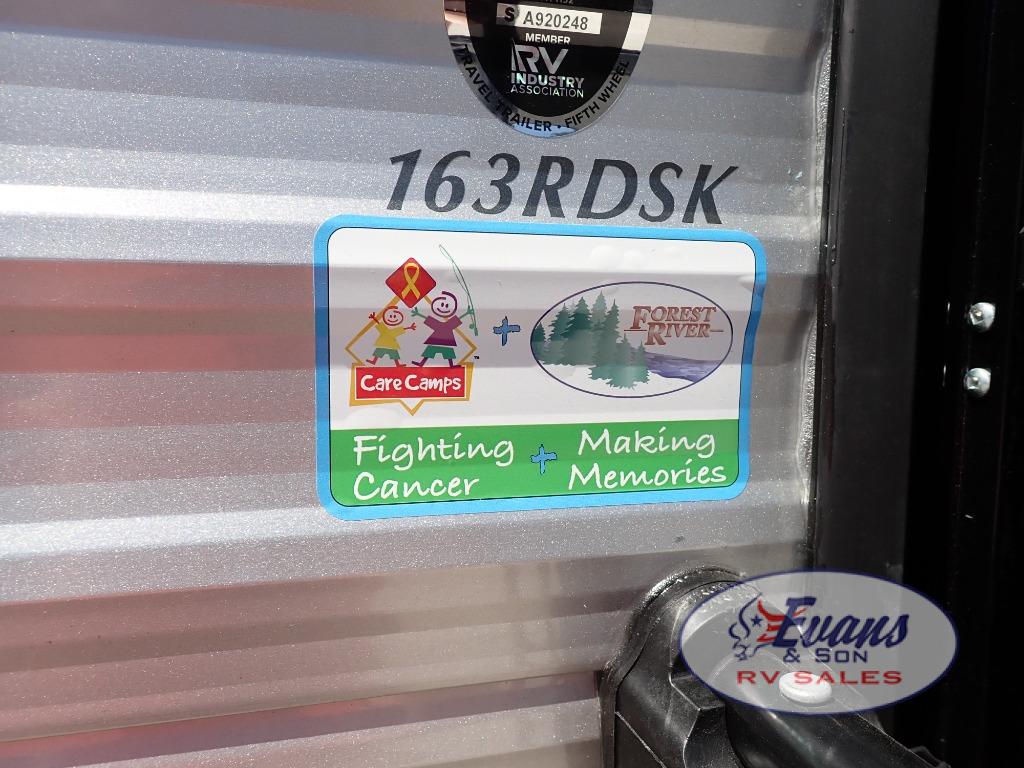 S A920248
MEMBER
RV
INDUSTRY
ASSOCIATION
TRAVEL TRAILER • FIFTH WHEEL
163RDSK
Care Camps™
+
FOREST
RIVER
Fighting
Cancer
+
Making
Memories
Evans
& SON
RV SALES